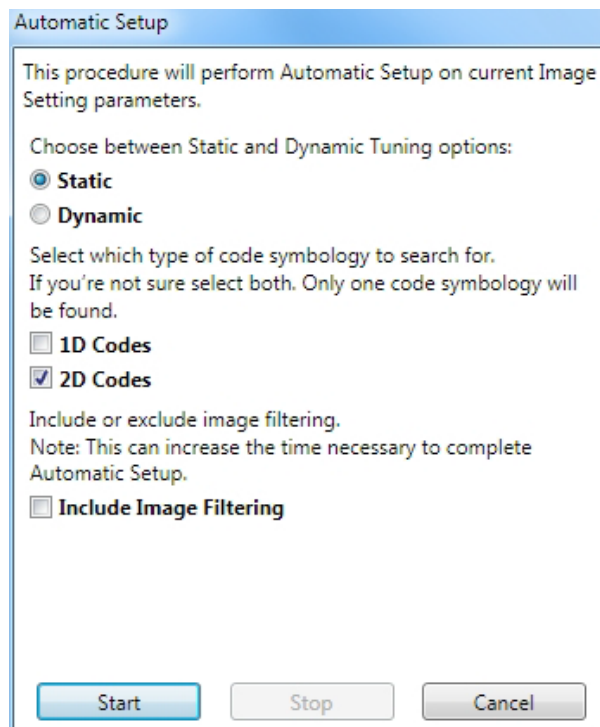 Automatic Setup
This procedure will perform Automatic Setup on current Image
Setting parameters.
Choose between Static and Dynamic Tuning options:
Static
Dynamic
Select which type of code symbology to search for.
If you're not sure select both. Only one code symbology will
be found.
1D Codes
2D Codes
Include or exclude image filtering.
Note: This can increase the time necessary to complete
Automatic Setup.
Include Image Filtering
Start Stop Cancel